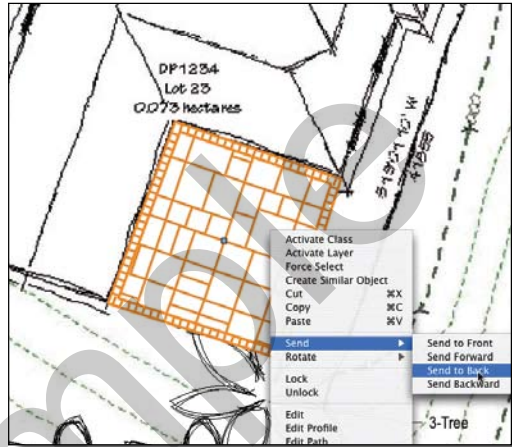 DP1234
Lot 23
0.073 hectares
Activate Class
Activate Layer
Force Select
Create Similar Object
Cut ⌘X
Copy ⌘C
Paste ⌘V
Send
Rotate
Lock
Unlock
Edit
Edit Profile
Edit Path
Send to Front
Send Forward
Send to Back
Send Backward
3-Tree